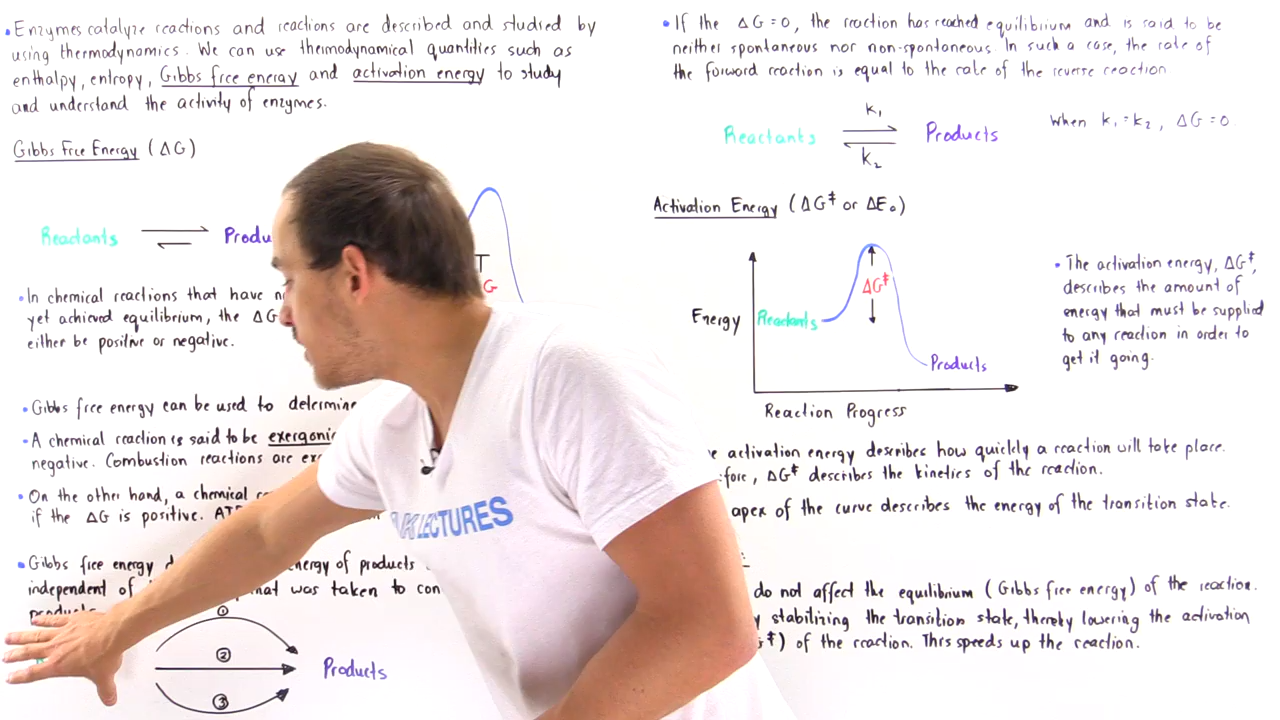 • Enzymes catalyze reactions and reactions are described and studied by
using thermodynamics. We can use thermodynamical quantities such as
enthalpy, entropy, Gibbs free energy and activation energy to study
and understand the activity of enzymes.
Gibbs Free Energy (ΔG)
Reactants
• In chemical reactions that have
yet achieved equilibrium, the ΔG
either be positive or negative.
• Gibbs free energy can be used to determine
• A chemical reaction is said to be exergonic
negative. Combustion reactions are
• On the other hand, a chemical
if the ΔG is positive.
• Gibbs free energy
energy of products
independent of
that was taken to
products
①
②
③
Products
G
LECTURES
• If the ΔG=0, the reaction has reached equilibrium and is said to be
neither spontaneous nor non-spontaneous. In such a case, the rate of
the forward reaction is equal to the rate of the reverse reaction
Reactants k₁ Products
k₂
When k₁=k₂, ΔG=0.
Activation Energy (ΔG‡ or ΔE₀)
Energy
Reactants
ΔG‡
Products
Reaction Progress
• The activation energy, ΔG‡,
describes the amount of
energy that must be supplied
to any reaction in order to
get it going.
activation energy describes how quickly a reaction will take place.
, ΔG‡ describes the kinetics of the reaction.
apex of the curve describes the energy of the transition state.
do not affect the equilibrium (Gibbs free energy) of the reaction.
stabilizing the transition state, thereby lowering the activation
) of the reaction. This speeds up the reaction.